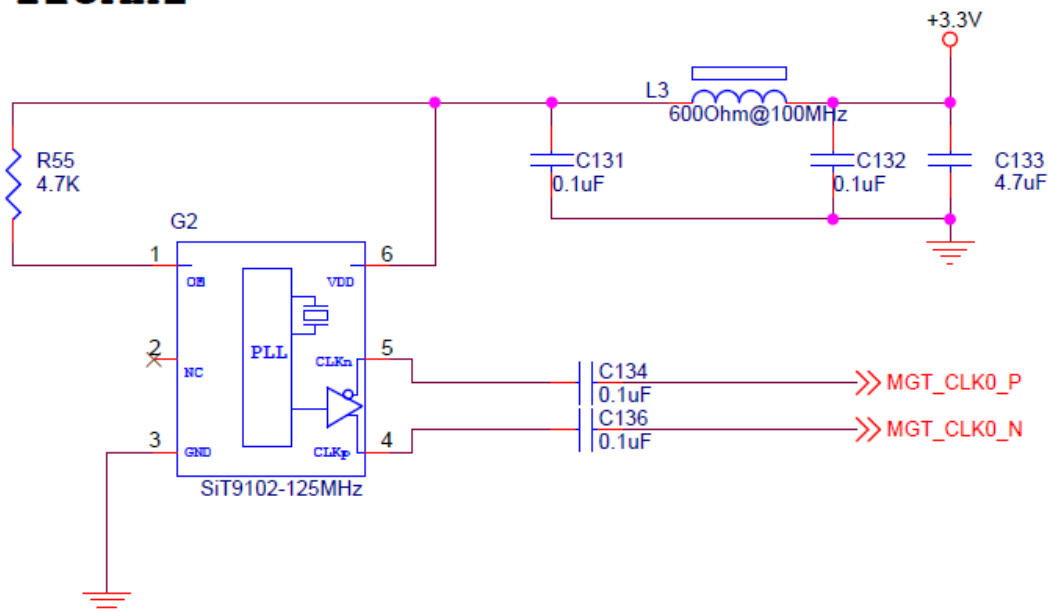 +3.3V
L3
600Ohm@100MHz
R55
4.7K
C131
0.1uF
C132
0.1uF
C133
4.7uF
G2
1
6
OE
VDD
2
5
NC
PLL
CLKn
C134
0.1uF
MGT_CLK0_P
C136
0.1uF
MGT_CLK0_N
3
4
GND
CLKp
SiT9102-125MHz